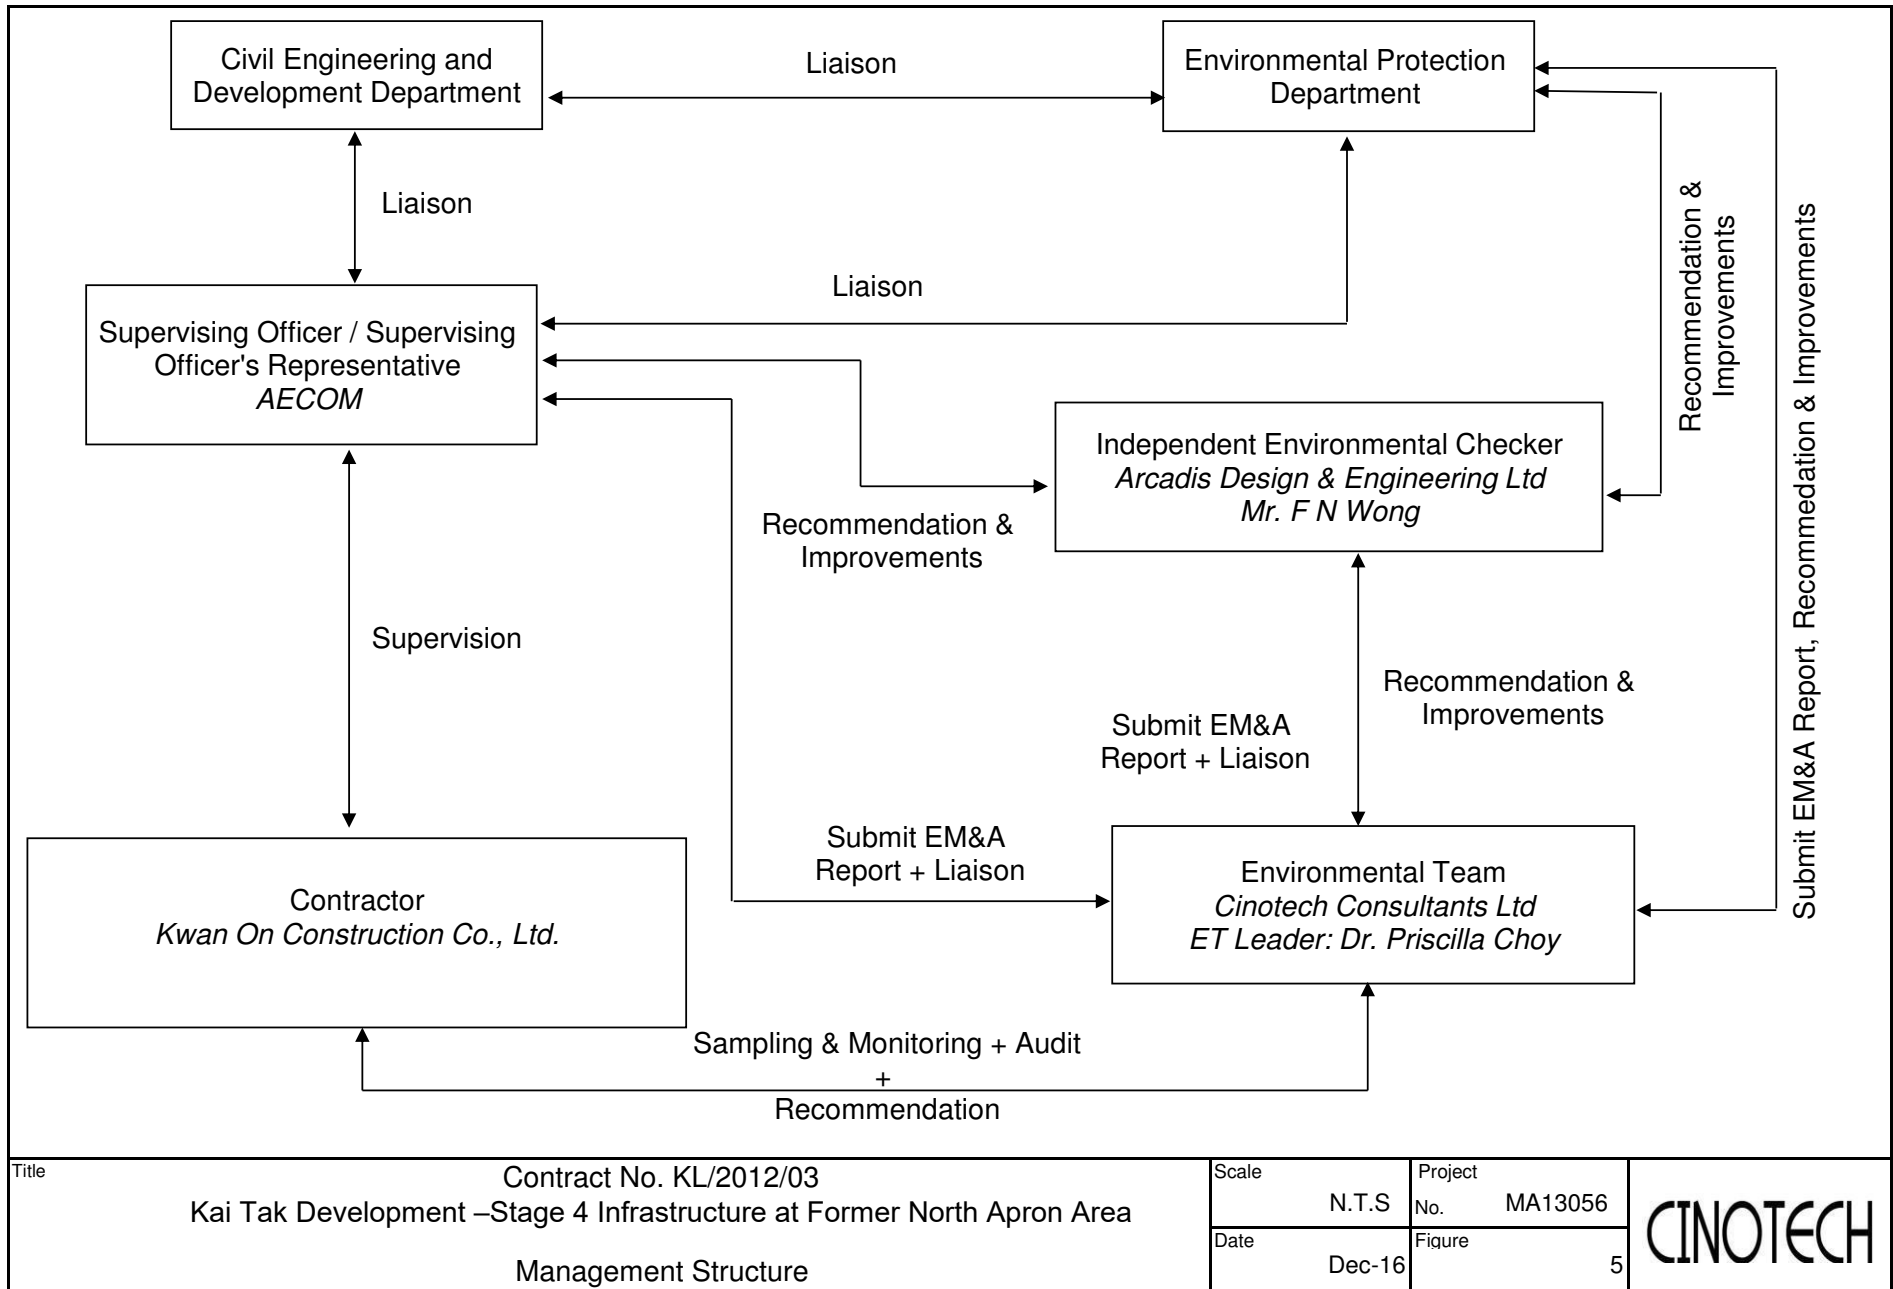 Civil Engineering and
Development Department
Liaison
Environmental Protection
Department
Liaison
Liaison
Supervising Officer / Supervising
Officer's Representative
AECOM
Recommendation &
Improvements
Submit EM&A Report, Recommedation & Improvements
Independent Environmental Checker
Arcadis Design & Engineering Ltd
Mr. F N Wong
Recommendation &
Improvements
Supervision
Recommendation &
Improvements
Submit EM&A
Report + Liaison
Submit EM&A
Report + Liaison
Environmental Team
Cinotech Consultants Ltd
ET Leader: Dr. Priscilla Choy
Contractor
Kwan On Construction Co., Ltd.
Sampling & Monitoring + Audit
+
Recommendation
Title
Contract No. KL/2012/03
Kai Tak Development –Stage 4 Infrastructure at Former North Apron Area
Management Structure
Scale
N.T.S
Project
No. MA13056
Date
Dec-16
Figure
5
CINOTECH